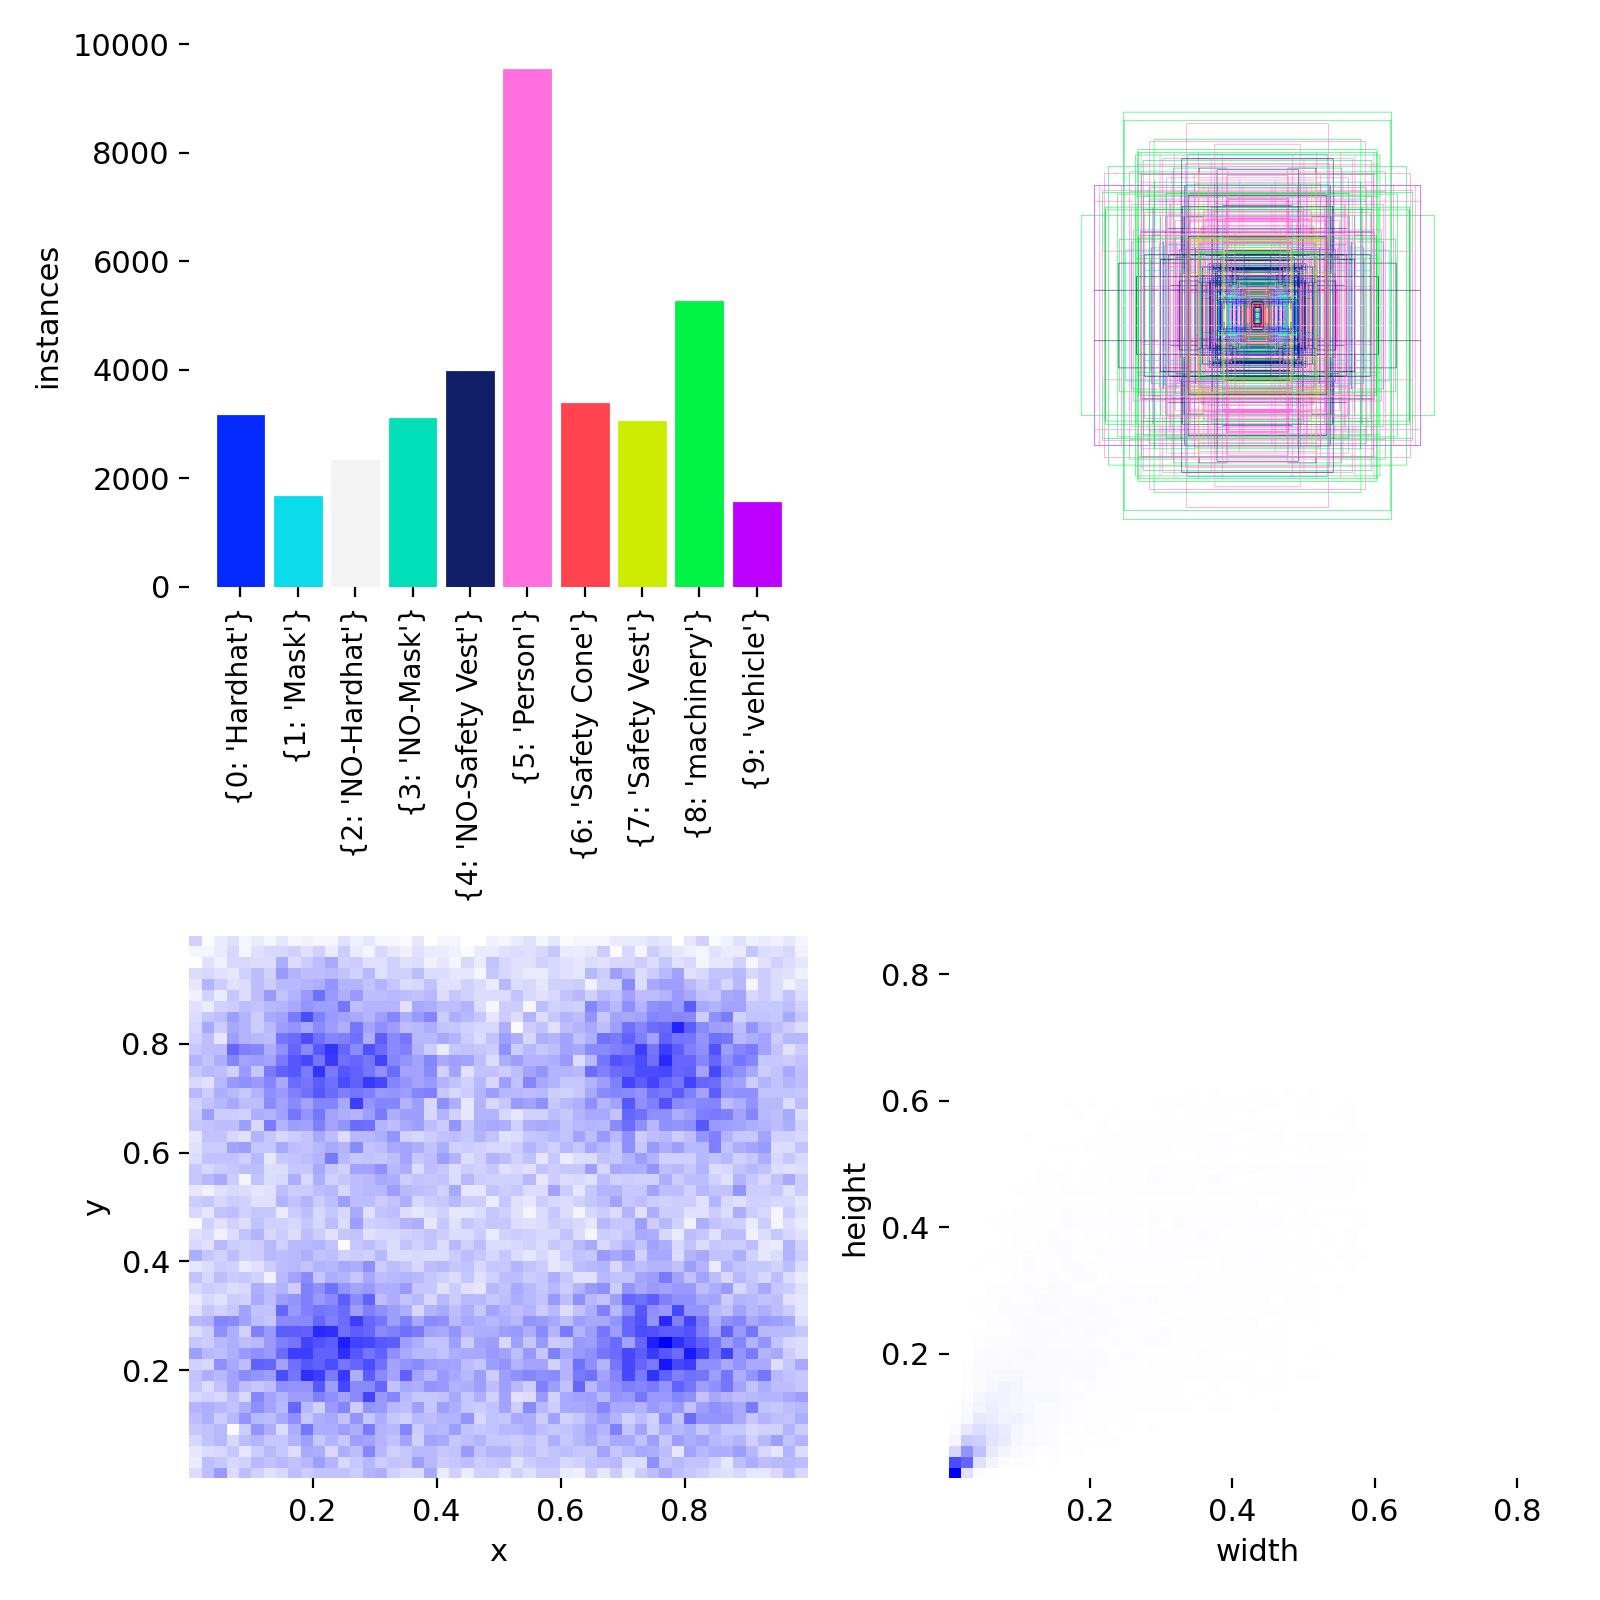 10000
8000
6000
4000
2000
0
instances
{0: 'Hardhat'}
{1: 'Mask'}
{2: 'NO-Hardhat'}
{3: 'NO-Mask'}
{4: 'NO-Safety Vest'}
{5: 'Person'}
{6: 'Safety Cone'}
{7: 'Safety Vest'}
{8: 'machinery'}
{9: 'vehicle'}
0.8
0.6
0.4
0.2
y
0.2
0.4
0.6
0.8
x
0.8
0.6
0.4
0.2
height
0.2
0.4
0.6
0.8
width